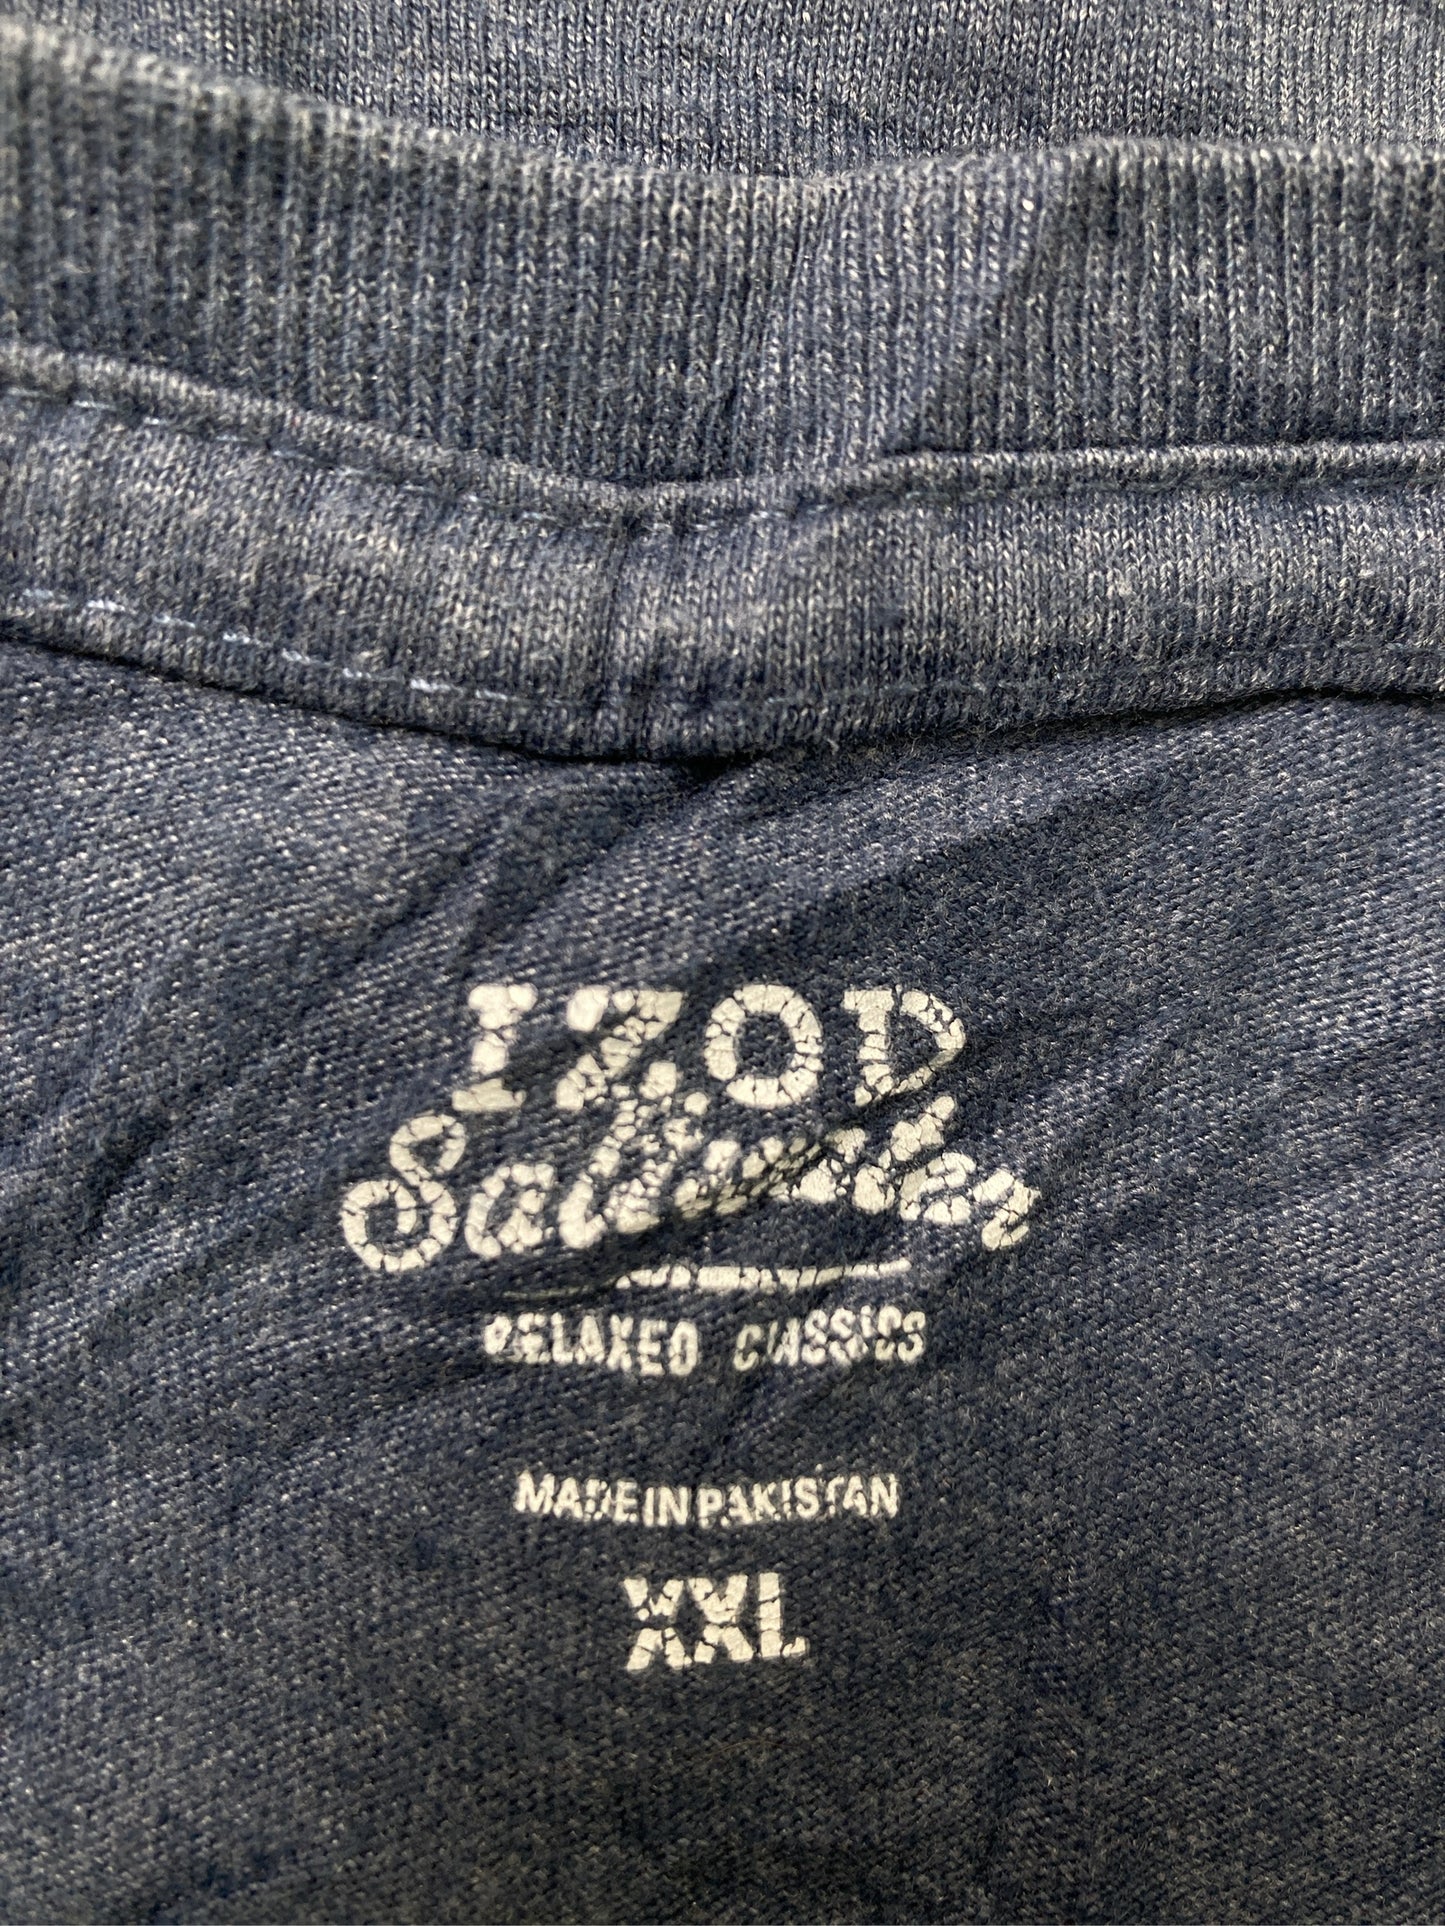 IZOD
Saltwater
RELAXED CLASSICS
MADE IN PAKISTAN
XXL